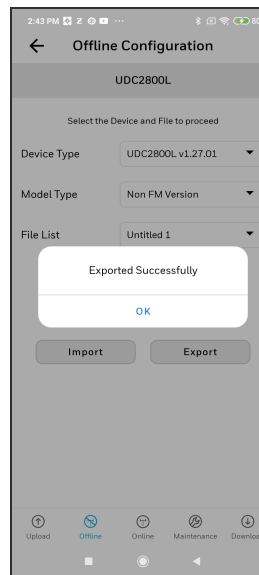 2:43 PM
Offline Configuration
UDC2800L
Select the Device and File to proceed
Device Type
UDC2800L v1.27.01
Model Type
Non FM Version
File List
Untitled 1
Exported Successfully
OK
Import
Export
Upload
Offline
Online
Maintenance